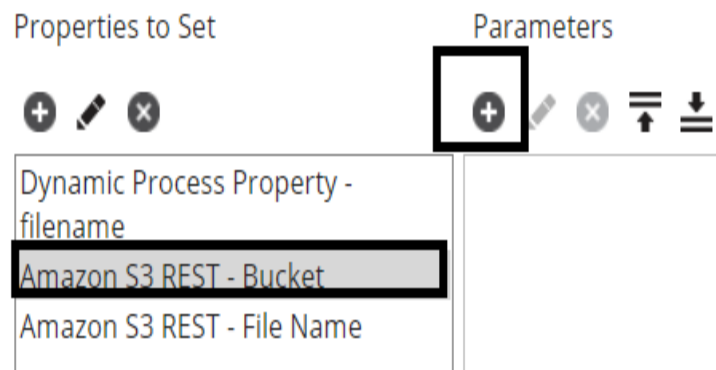 Properties to Set
Parameters
Dynamic Process Property -
filename
Amazon S3 REST - Bucket
Amazon S3 REST - File Name